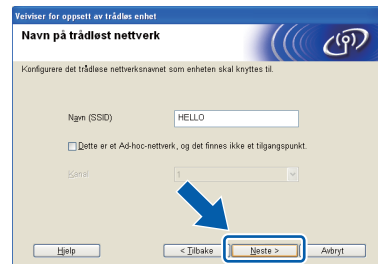 Veiviser for oppsett av trådløs enhet
Navn på trådløst nettverk
Konfigurere det trådløse nettverksnavnet som enheten skal knyttes til.
Navn (SSID) HELLO
Dette er et Ad-hoc-nettverk, og det finnes ikke et tilgangspunkt.
Kanal 1
Hjelp < Tilbake Neste > Avbryt